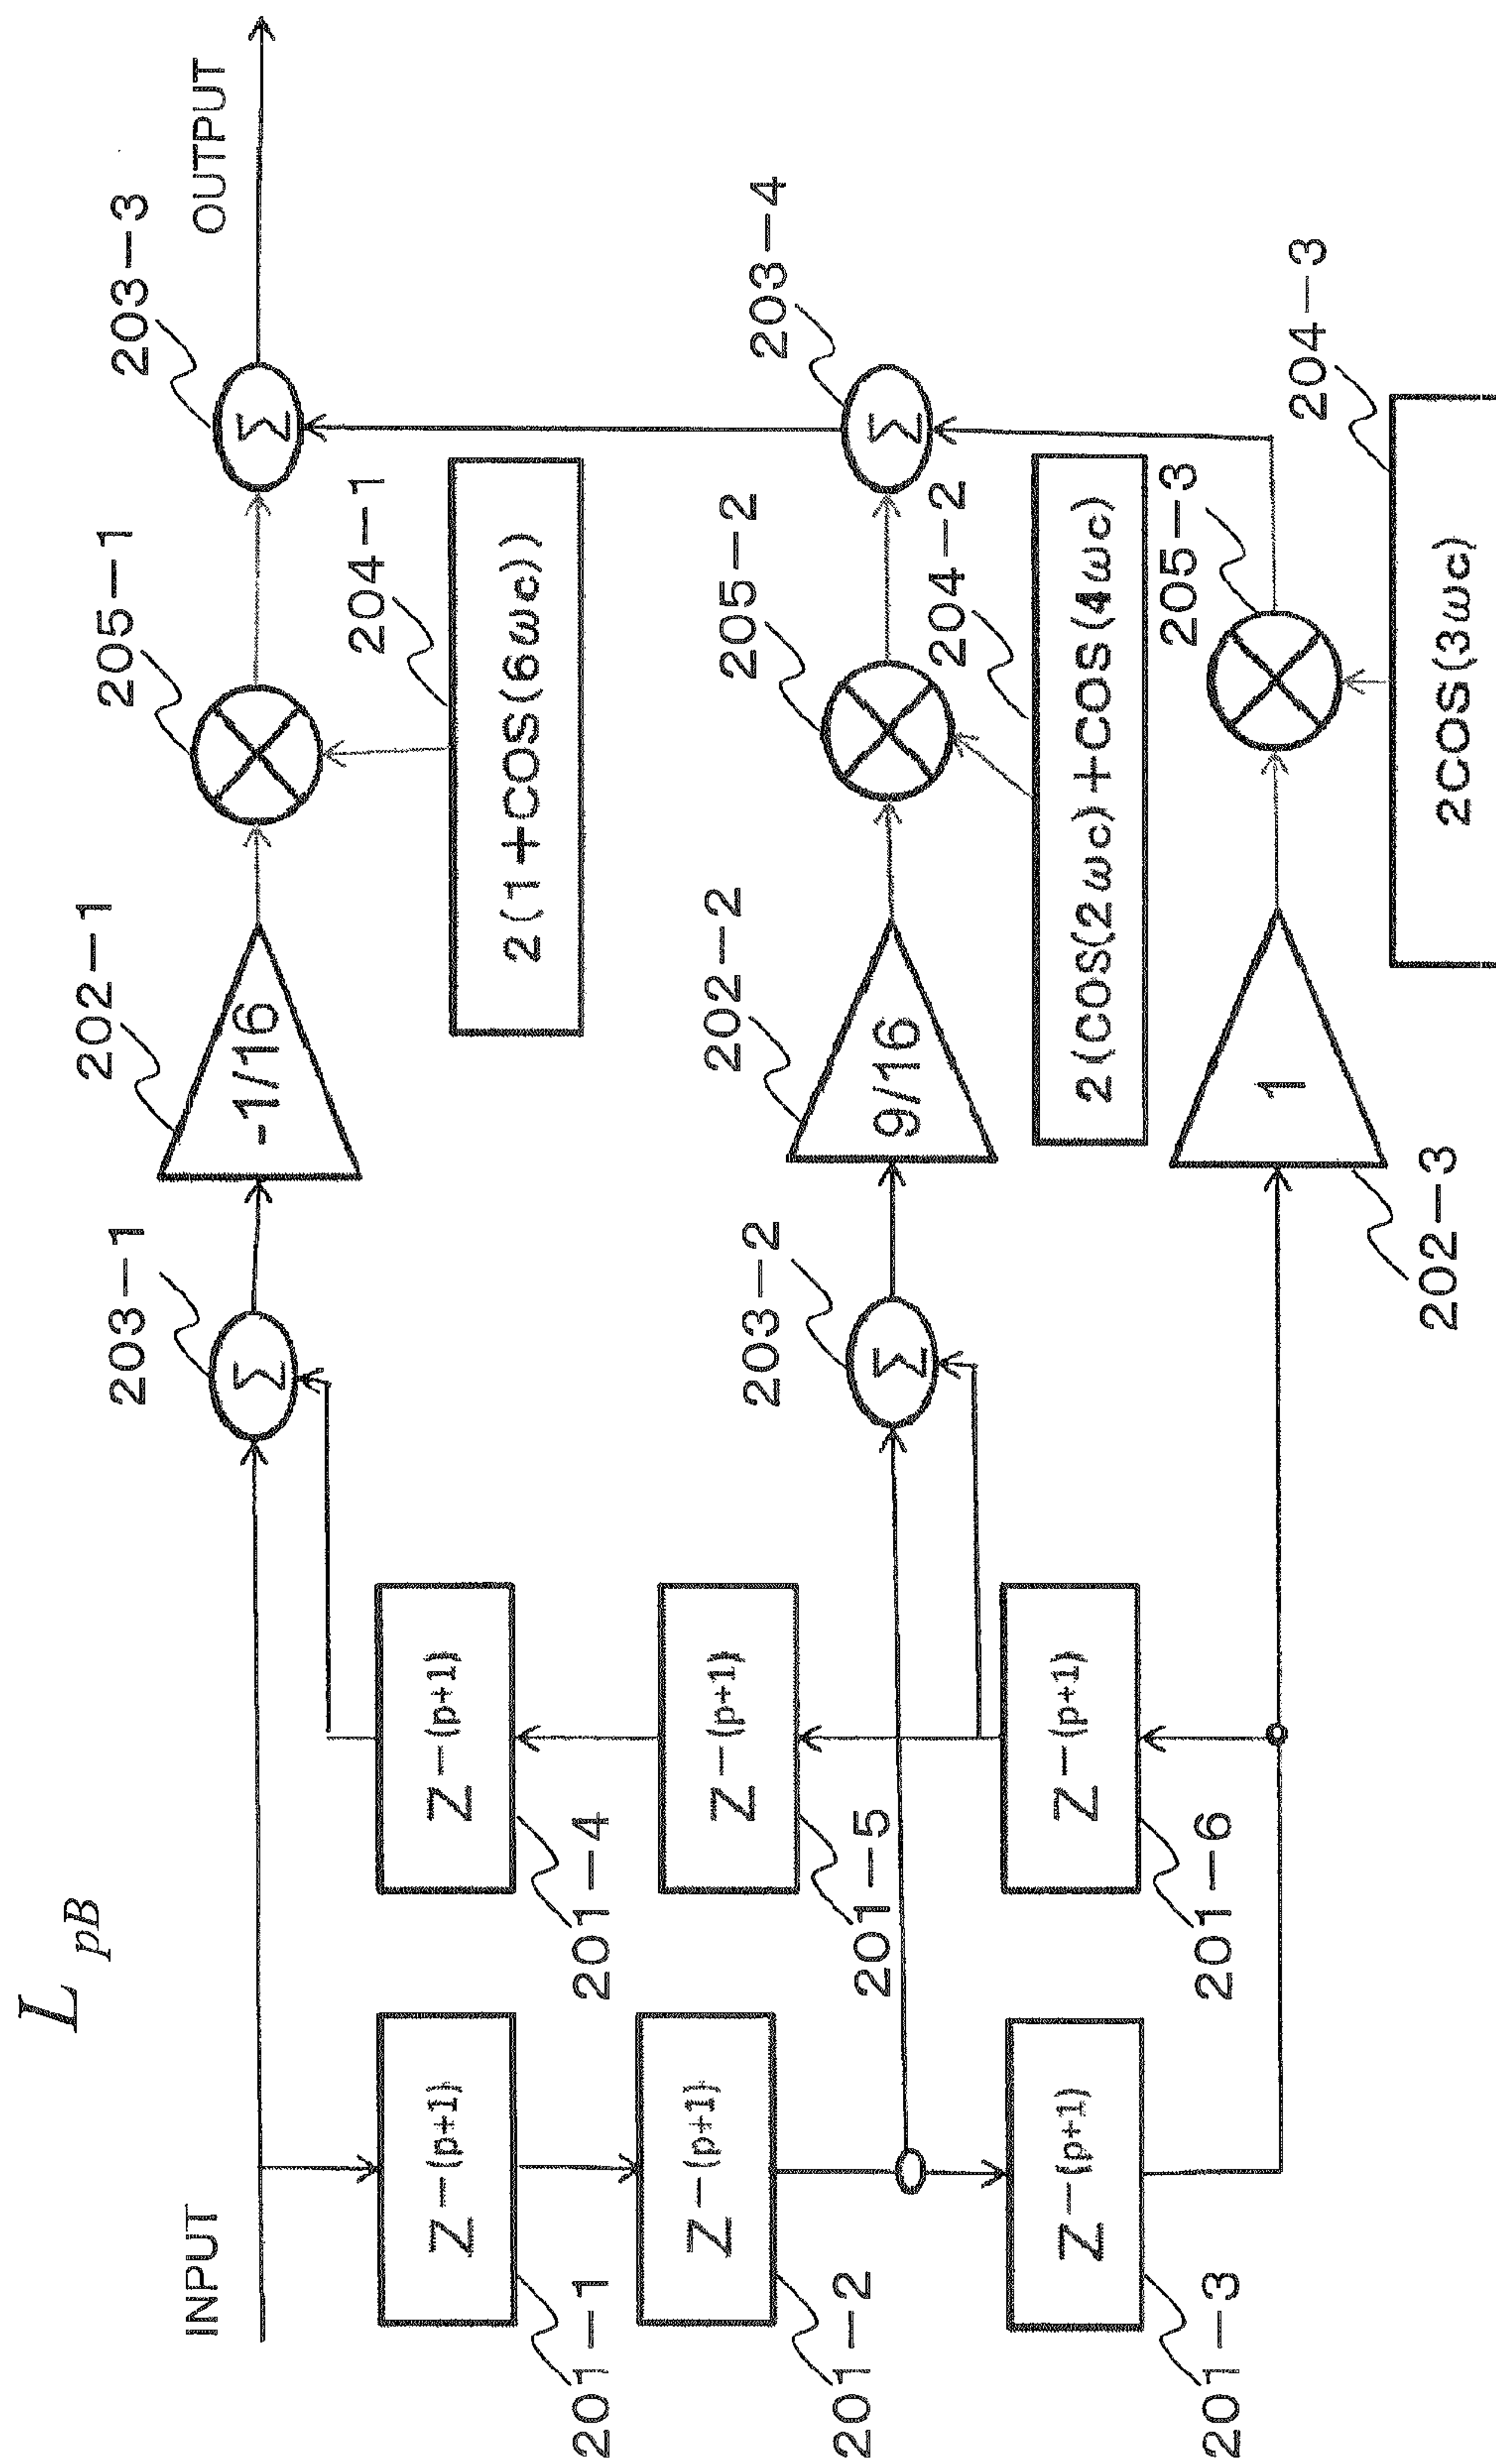 L pB
INPUT
OUTPUT
203-1
202-1
205-1
203-3
Σ
-1/16
Σ
204-1
2(1+COS(6ωc))
Z-(p+1)
201-1
Z-(p+1)
201-4
Z-(p+1)
201-2
Z-(p+1)
201-5
203-2
202-2
205-2
203-4
Σ
9/16
Σ
204-2
2(COS(2ωc)+COS(4ωc)
Z-(p+1)
201-3
Z-(p+1)
201-6
1
202-3
205-3
204-3
2COS(3ωc)